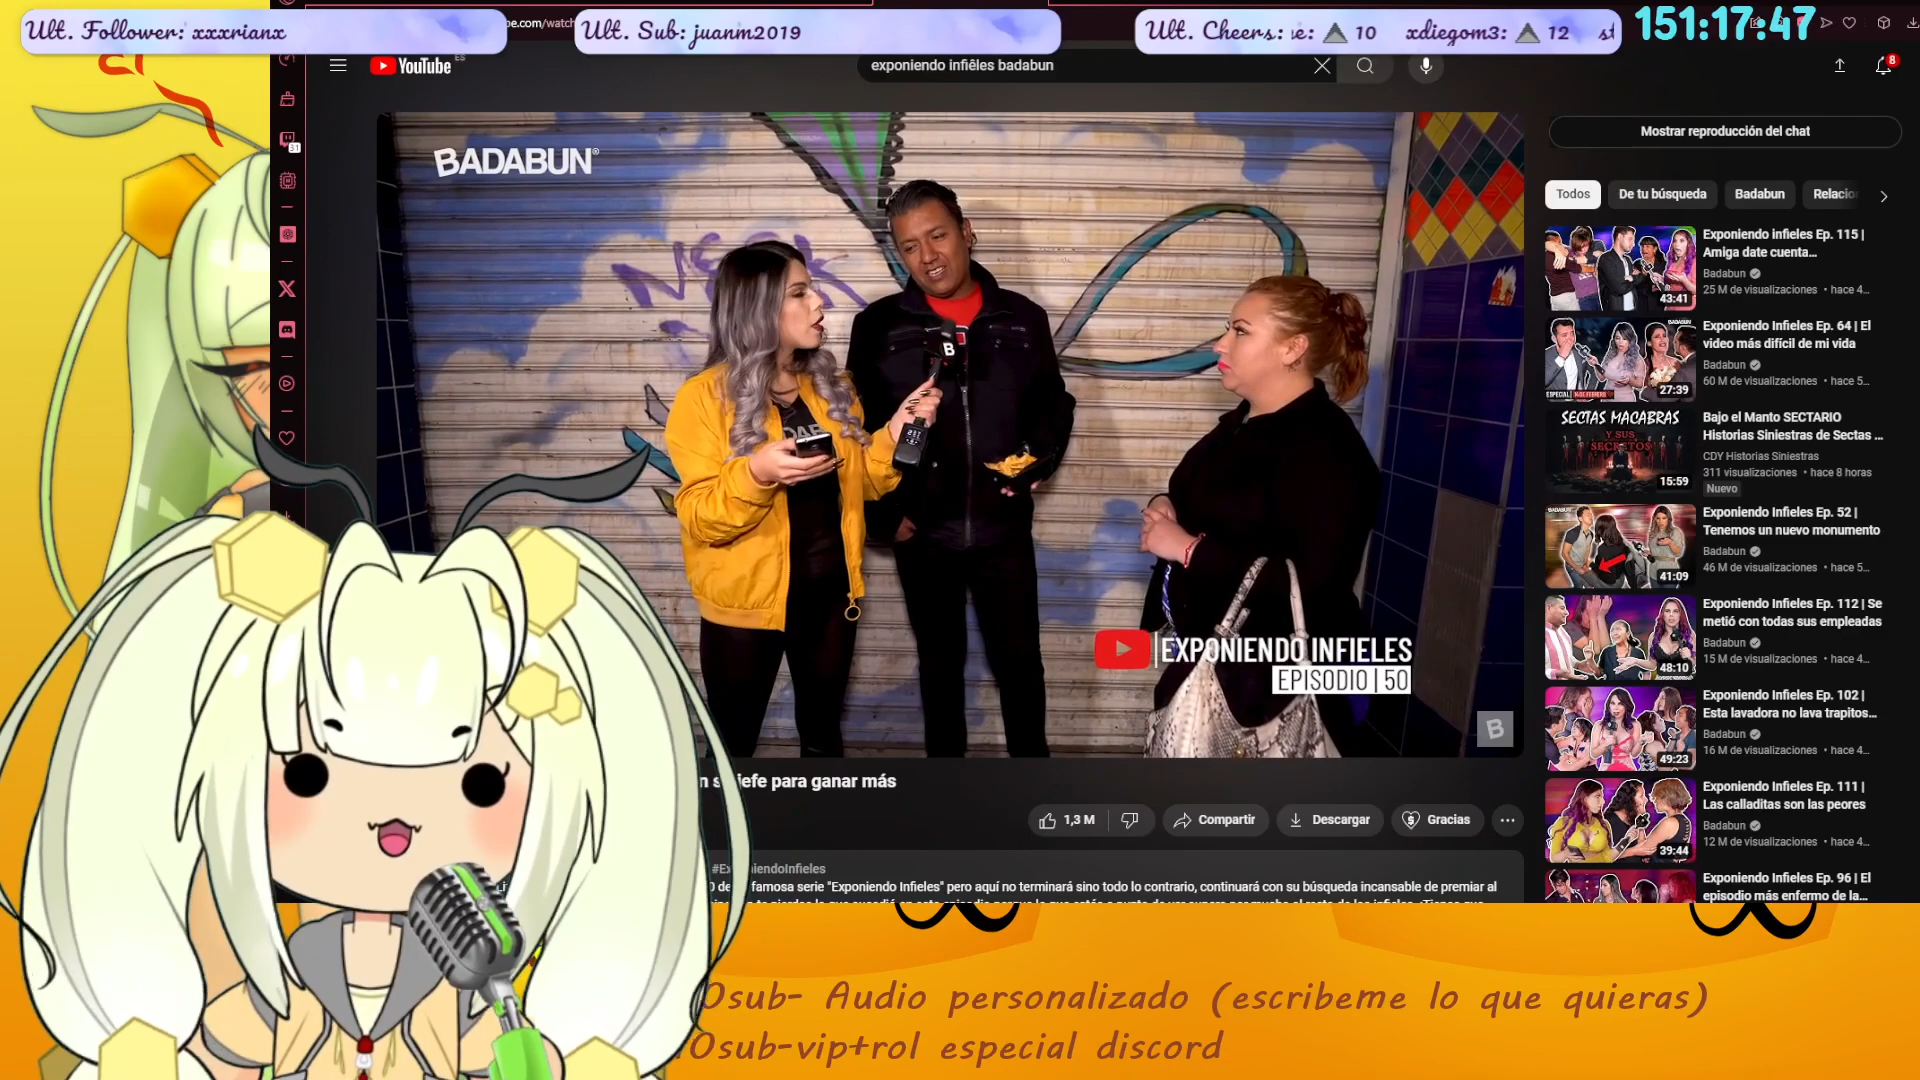 Ult. Follower: xxxrianx
Ult. Sub: juanm2019
Ult. Cheers: 10 xdiegom3: 12
151:17:47
YouTube
ES
exponiendo infiéles badabun
8
31
BADABUN
B
EXPONIENDO INFIELES
EPISODIO | 50
B
jefe para ganar más
1,3 M
Compartir
Descargar
Gracias
famosa serie "Exponiendo Infieles" pero aquí no terminará sino todo lo contrario, continuará con su búsqueda incansable de premiar al
Mostrar reproducción del chat
Todos
De tu búsqueda
Badabun
Exponiendo infieles Ep. 115 |
Amiga date cuenta...
Badabun
25 M de visualizaciones • hace 4...
43:41
Exponiendo Infieles Ep. 64 | El
video más difícil de mi vida
Badabun
60 M de visualizaciones • hace 5...
27:39
SECTAS MACABRAS
Y SUS
SECRETOS
15:59
Bajo el Manto SECTARIO
Historias Siniestras de Sectas ...
CDY Historias Siniestras
311 visualizaciones • hace 8 horas
Nuevo
Exponiendo Infieles Ep. 52 |
Tenemos un nuevo monumento
Badabun
46 M de visualizaciones • hace 5...
41:09
Exponiendo Infieles Ep. 112 | Se
metió con todas sus empleadas
Badabun
15 M de visualizaciones • hace 4...
48:10
Exponiendo Infieles Ep. 102 |
Esta lavadora no lava trapitos...
Badabun
16 M de visualizaciones • hace 4...
49:23
Exponiendo Infieles Ep. 111 |
Las calladitas son las peores
Badabun
12 M de visualizaciones • hace 4...
39:44
Exponiendo Infieles Ep. 96 | El
episodio más enfermo de la...
0sub- Audio personalizado (escribeme lo que quieras)
0sub-vip+rol especial discord